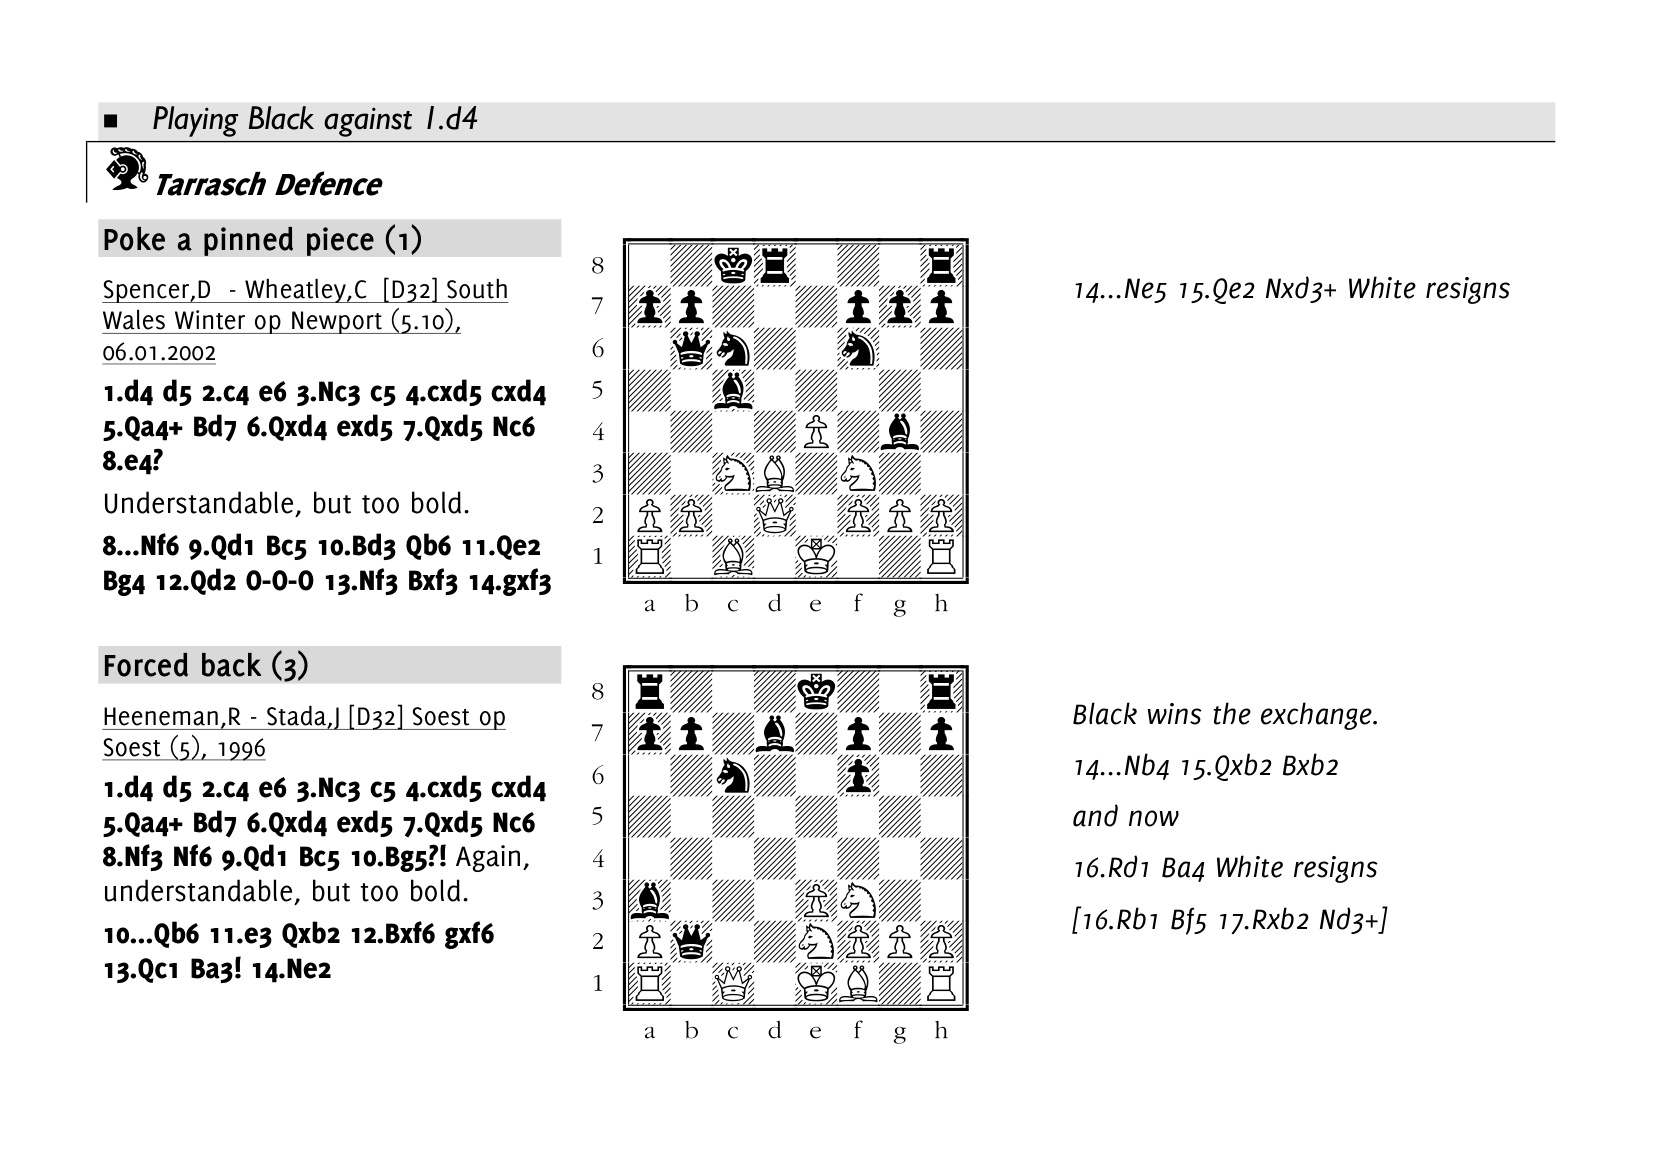 ■ Playing Black against 1.d4
Tarrasch Defence
Poke a pinned piece (1)
Spencer,D - Wheatley,C [D32] South
Wales Winter op Newport (5.10),
06.01.2002
1.d4 d5 2.c4 e6 3.Nc3 c5 4.cxd5 cxd4
5.Qa4+ Bd7 6.Qxd4 exd5 7.Qxd5 Nc6
8.e4?
Understandable, but too bold.
8...Nf6 9.Qd1 Bc5 10.Bd3 Qb6 11.Qe2
Bg4 12.Qd2 0-0-0 13.Nf3 Bxf3 14.gxf3
8
7
6
5
4
3
2
1
a b c d e f g h
14...Ne5 15.Qe2 Nxd3+ White resigns
Forced back (3)
Heeneman,R - Stada,J [D32] Soest op
Soest (5), 1996
1.d4 d5 2.c4 e6 3.Nc3 c5 4.cxd5 cxd4
5.Qa4+ Bd7 6.Qxd4 exd5 7.Qxd5 Nc6
8.Nf3 Nf6 9.Qd1 Bc5 10.Bg5?! Again,
understandable, but too bold.
10...Qb6 11.e3 Qxb2 12.Bxf6 gxf6
13.Qc1 Ba3! 14.Ne2
8
7
6
5
4
3
2
1
a b c d e f g h
Black wins the exchange.
14...Nb4 15.Qxb2 Bxb2
and now
16.Rd1 Ba4 White resigns
[16.Rb1 Bf5 17.Rxb2 Nd3+]